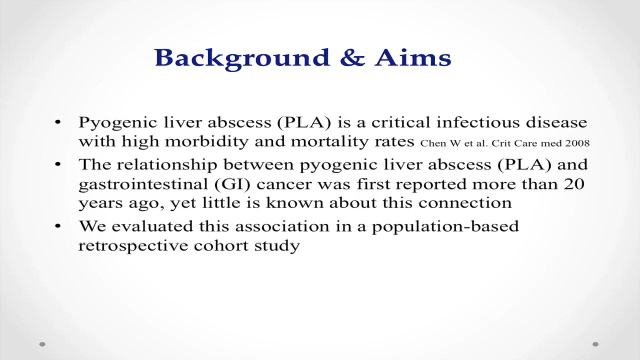 Background & Aims
• Pyogenic liver abscess (PLA) is a critical infectious disease
with high morbidity and mortality rates Chen W et al. Crit Care med 2008
• The relationship between pyogenic liver abscess (PLA) and
gastrointestinal (GI) cancer was first reported more than 20
years ago, yet little is known about this connection
• We evaluated this association in a population-based
retrospective cohort study